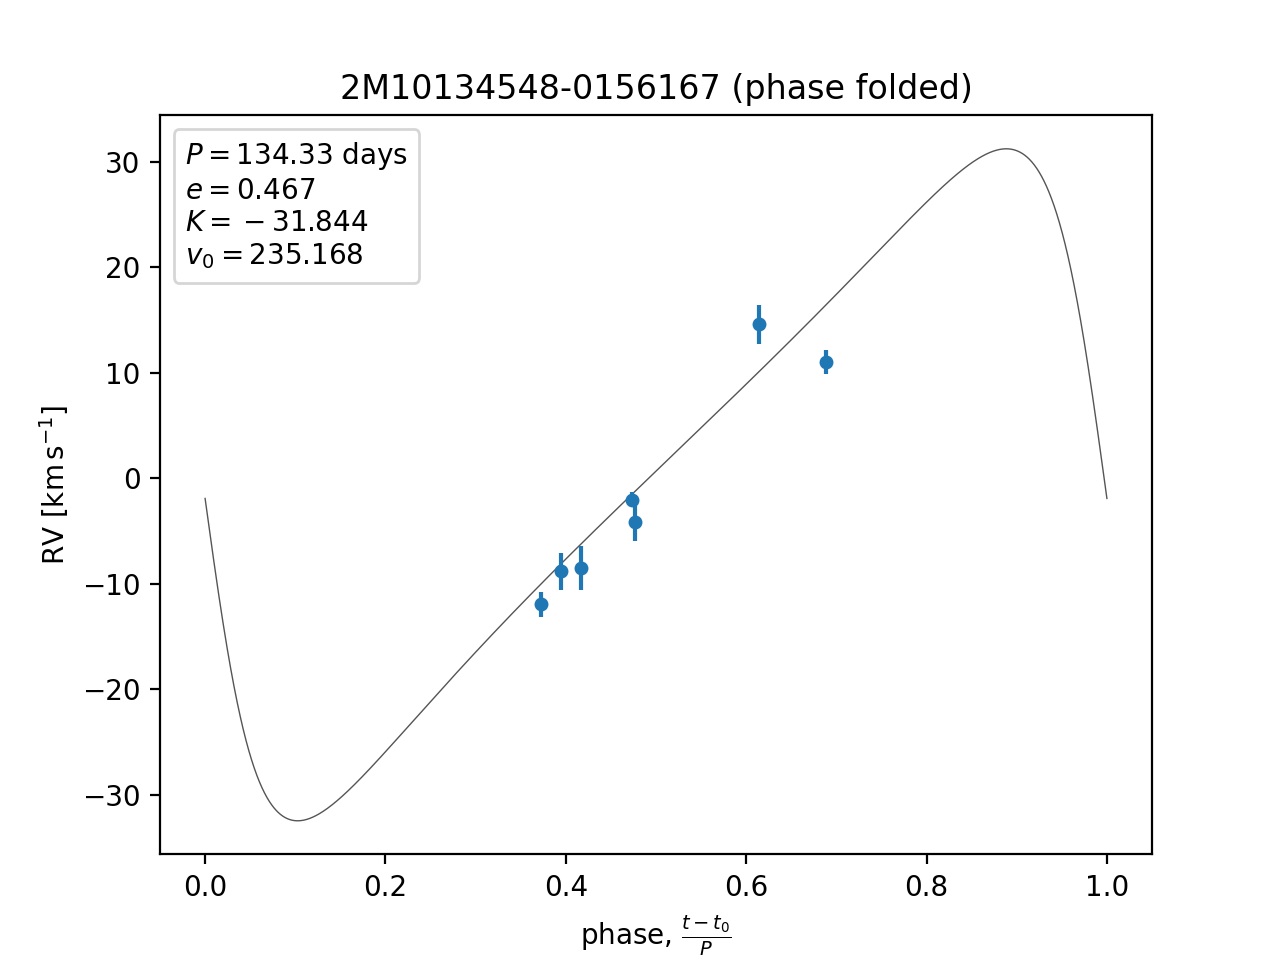 2M10134548-0156167 (phase folded)
P = 134.33 days
e = 0.467
K = −31.844
v₀ = 235.168
RV [km s⁻¹]
30
20
10
0
−10
−20
−30
0.0 0.2 0.4 0.6 0.8 1.0
phase, (t − t₀)/P